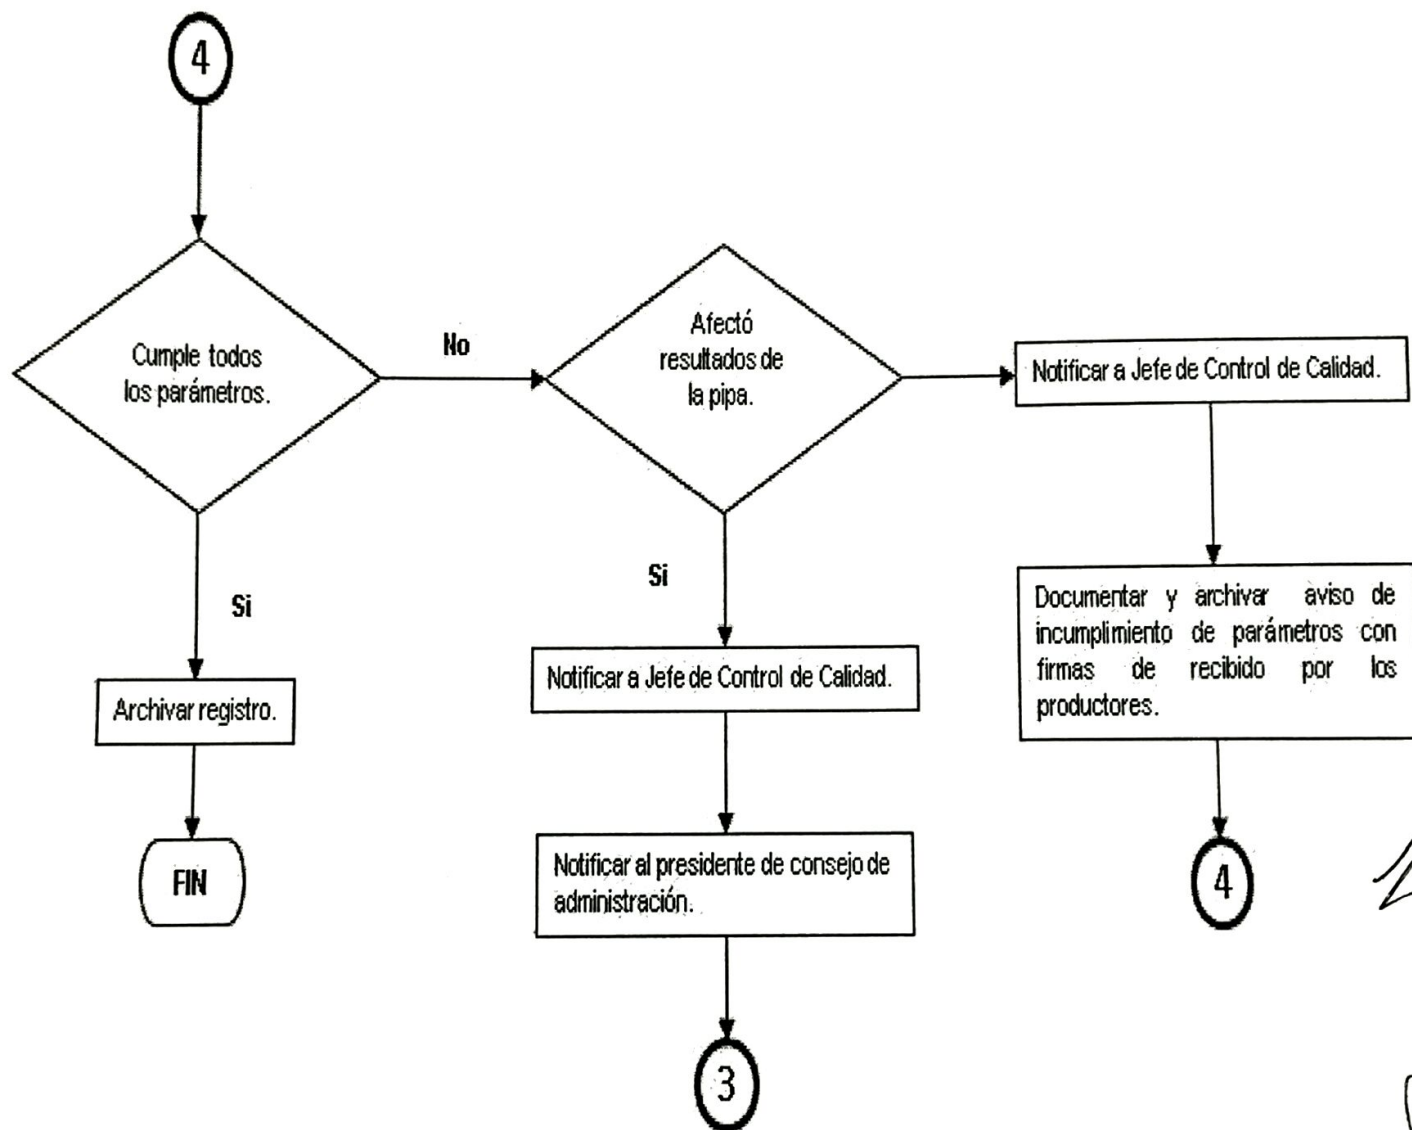 4
Cumple todos
los parámetros.
No
Afectó
resultados de
la pipa.
Notificar a Jefe de Control de Calidad.
Si
Archivar registro.
FIN
Si
Notificar a Jefe de Control de Calidad.
Notificar al presidente de consejo de
administración.
3
Documentar y archivar aviso de
incumplimiento de parámetros con
firmas de recibido por los
productores.
4